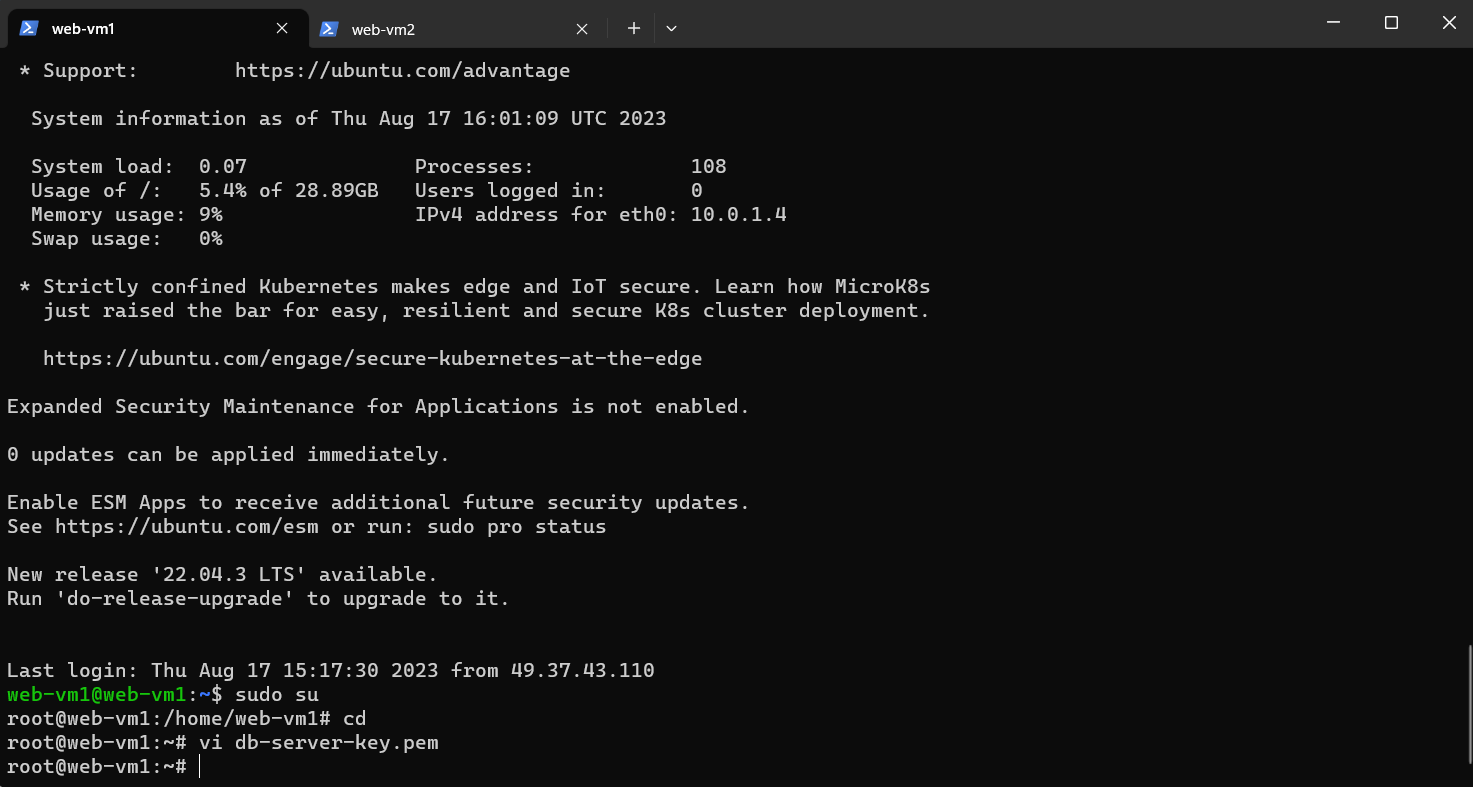 web-vm1
web-vm2
* Support:        https://ubuntu.com/advantage
System information as of Thu Aug 17 16:01:09 UTC 2023
System load:  0.07              Processes:             108
Usage of /:   5.4% of 28.89GB   Users logged in:       0
Memory usage: 9%                IPv4 address for eth0: 10.0.1.4
Swap usage:   0%
* Strictly confined Kubernetes makes edge and IoT secure. Learn how MicroK8s
just raised the bar for easy, resilient and secure K8s cluster deployment.
https://ubuntu.com/engage/secure-kubernetes-at-the-edge
Expanded Security Maintenance for Applications is not enabled.
0 updates can be applied immediately.
Enable ESM Apps to receive additional future security updates.
See https://ubuntu.com/esm or run: sudo pro status
New release '22.04.3 LTS' available.
Run 'do-release-upgrade' to upgrade to it.
Last login: Thu Aug 17 15:17:30 2023 from 49.37.43.110
web-vm1@web-vm1:~$ sudo su
root@web-vm1:/home/web-vm1# cd
root@web-vm1:~# vi db-server-key.pem
root@web-vm1:~#